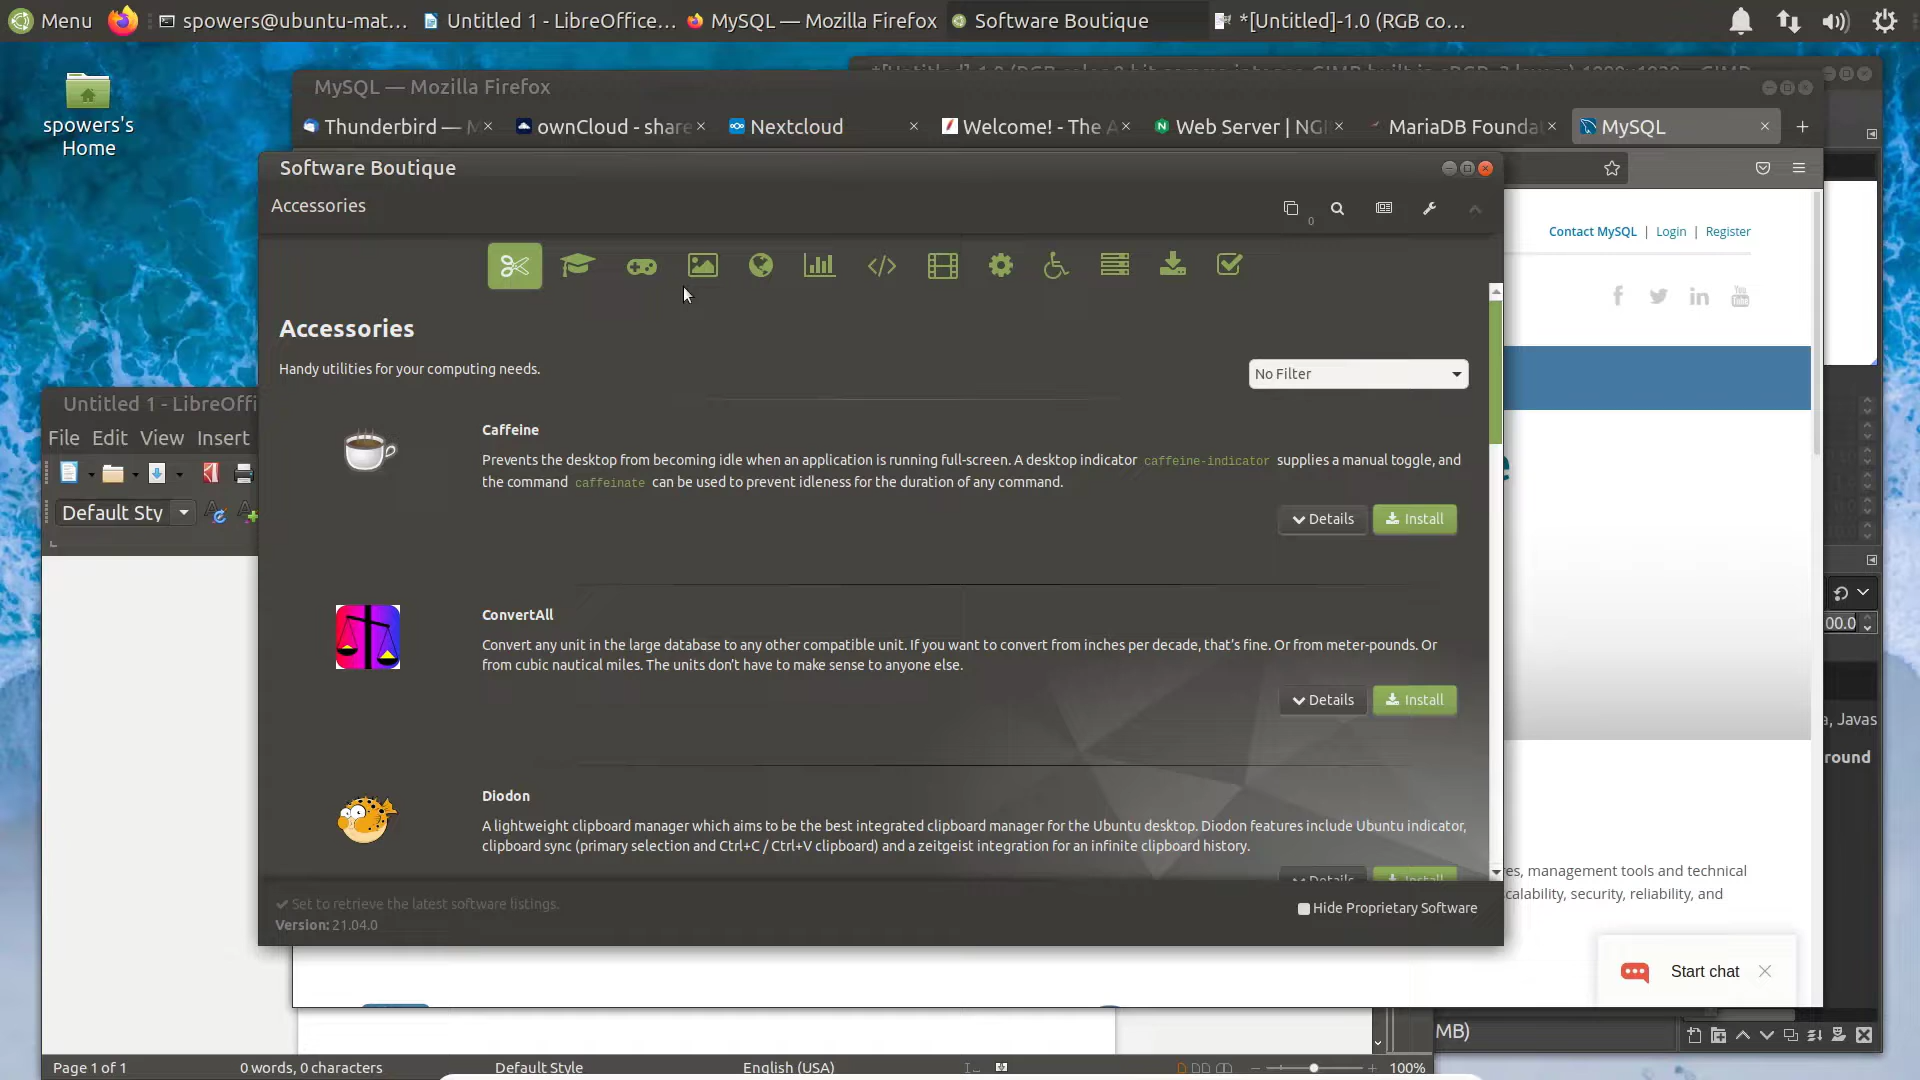 Menu
spowers@ubuntu-mat...
Untitled 1 - LibreOffice...
MySQL — Mozilla Firefox
Software Boutique
*[Untitled]-1.0 (RGB co...
spowers's
Home
MySQL — Mozilla Firefox
Thunderbird —
ownCloud - share
Nextcloud
Welcome! - The A
Web Server | NGI
MariaDB Founda
MySQL
Software Boutique
Accessories
0
Contact MySQL | Login | Register
You
Tube
Accessories
Handy utilities for your computing needs.
No Filter
Caffeine
Prevents the desktop from becoming idle when an application is running full-screen. A desktop indicator caffeine-indicator supplies a manual toggle, and
the command caffeinate can be used to prevent idleness for the duration of any command.
Details
Install
ConvertAll
Convert any unit in the large database to any other compatible unit. If you want to convert from inches per decade, that's fine. Or from meter-pounds. Or
from cubic nautical miles. The units don't have to make sense to anyone else.
Details
Install
Diodon
A lightweight clipboard manager which aims to be the best integrated clipboard manager for the Ubuntu desktop. Diodon features include Ubuntu indicator,
clipboard sync (primary selection and Ctrl+C / Ctrl+V clipboard) and a zeitgeist integration for an infinite clipboard history.
Details
Install
Set to retrieve the latest software listings.
Version: 21.04.0
Hide Proprietary Software
Untitled 1 - LibreOffi
File Edit View Insert
Default Sty
00.0
a, Javas
round
es, management tools and technical
calability, security, reliability, and
Start chat
MB)
Page 1 of 1
0 words, 0 characters
Default Style
English (USA)
100%